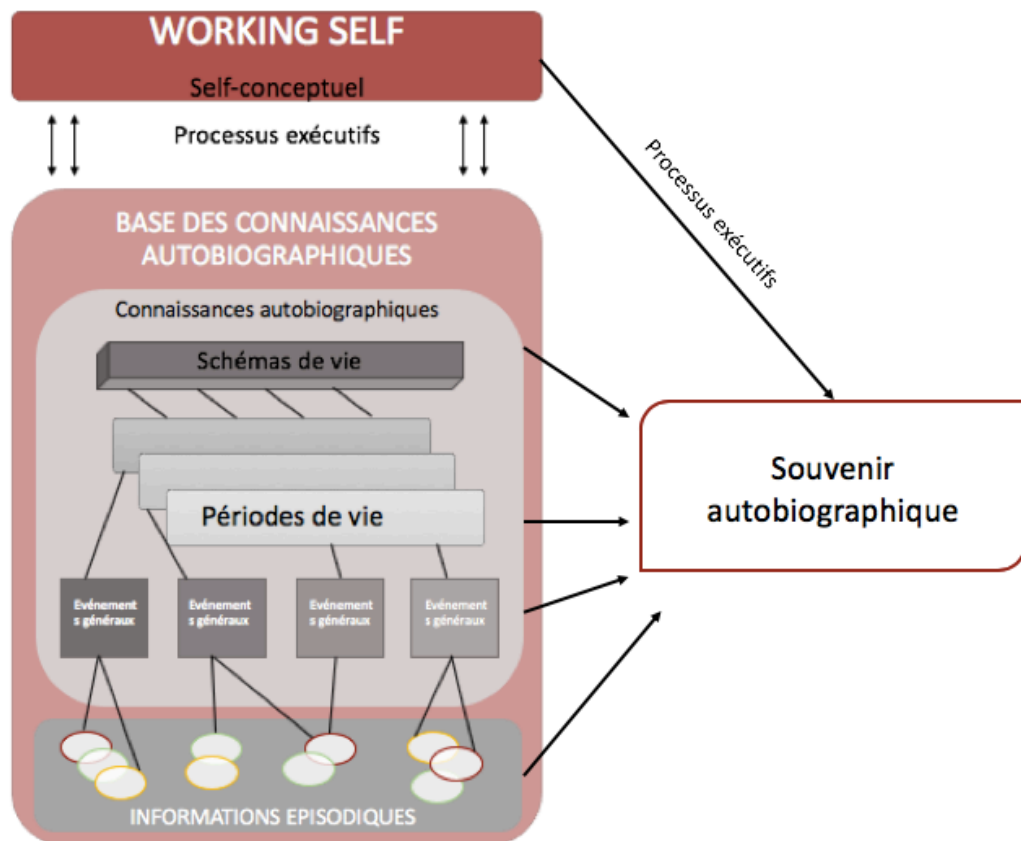 WORKING SELF
Self-conceptuel
Processus exécutifs
Processus exécutifs
BASE DES CONNAISSANCES
AUTOBIOGRAPHIQUES
Connaissances autobiographiques
Schémas de vie
Périodes de vie
Souvenir
autobiographique
Evénement
s généraux
Evénement
s généraux
Evénement
s généraux
Evénement
s généraux
INFORMATIONS EPISODIQUES